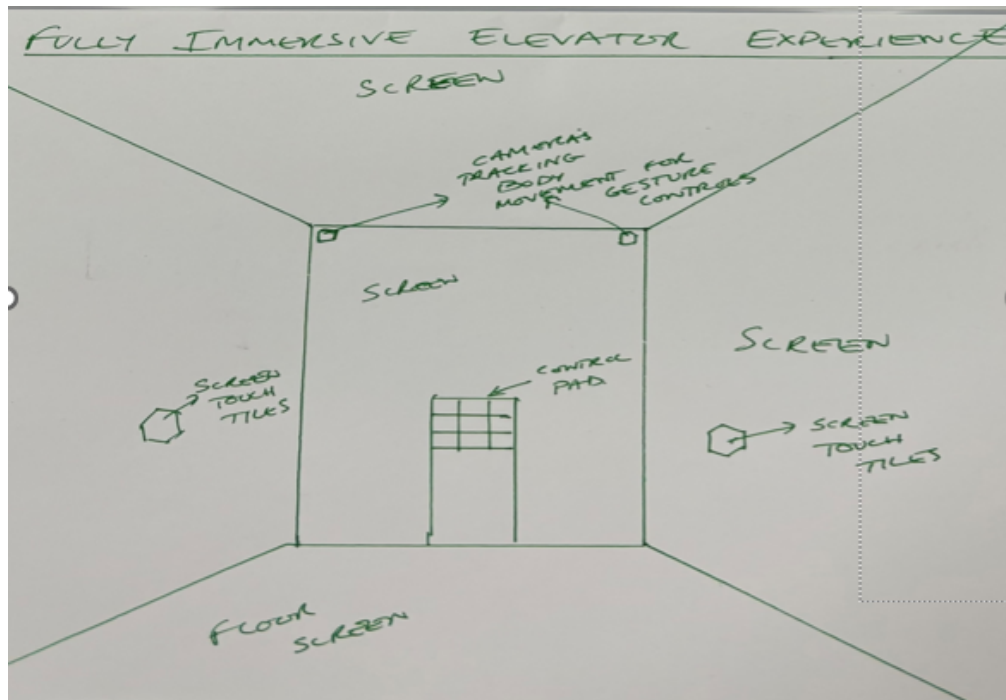 FULLY IMMERSIVE ELEVATOR EXPERIENCE
SCREEN
CAMERA'S
TRACKING
BODY
MOVEMENT FOR
GESTURE
CONTROLS
SCREEN
CONTROL
PAD
SCREEN
TOUCH
TILES
SCREEN
SCREEN
TOUCH
TILES
FLOOR
SCREEN